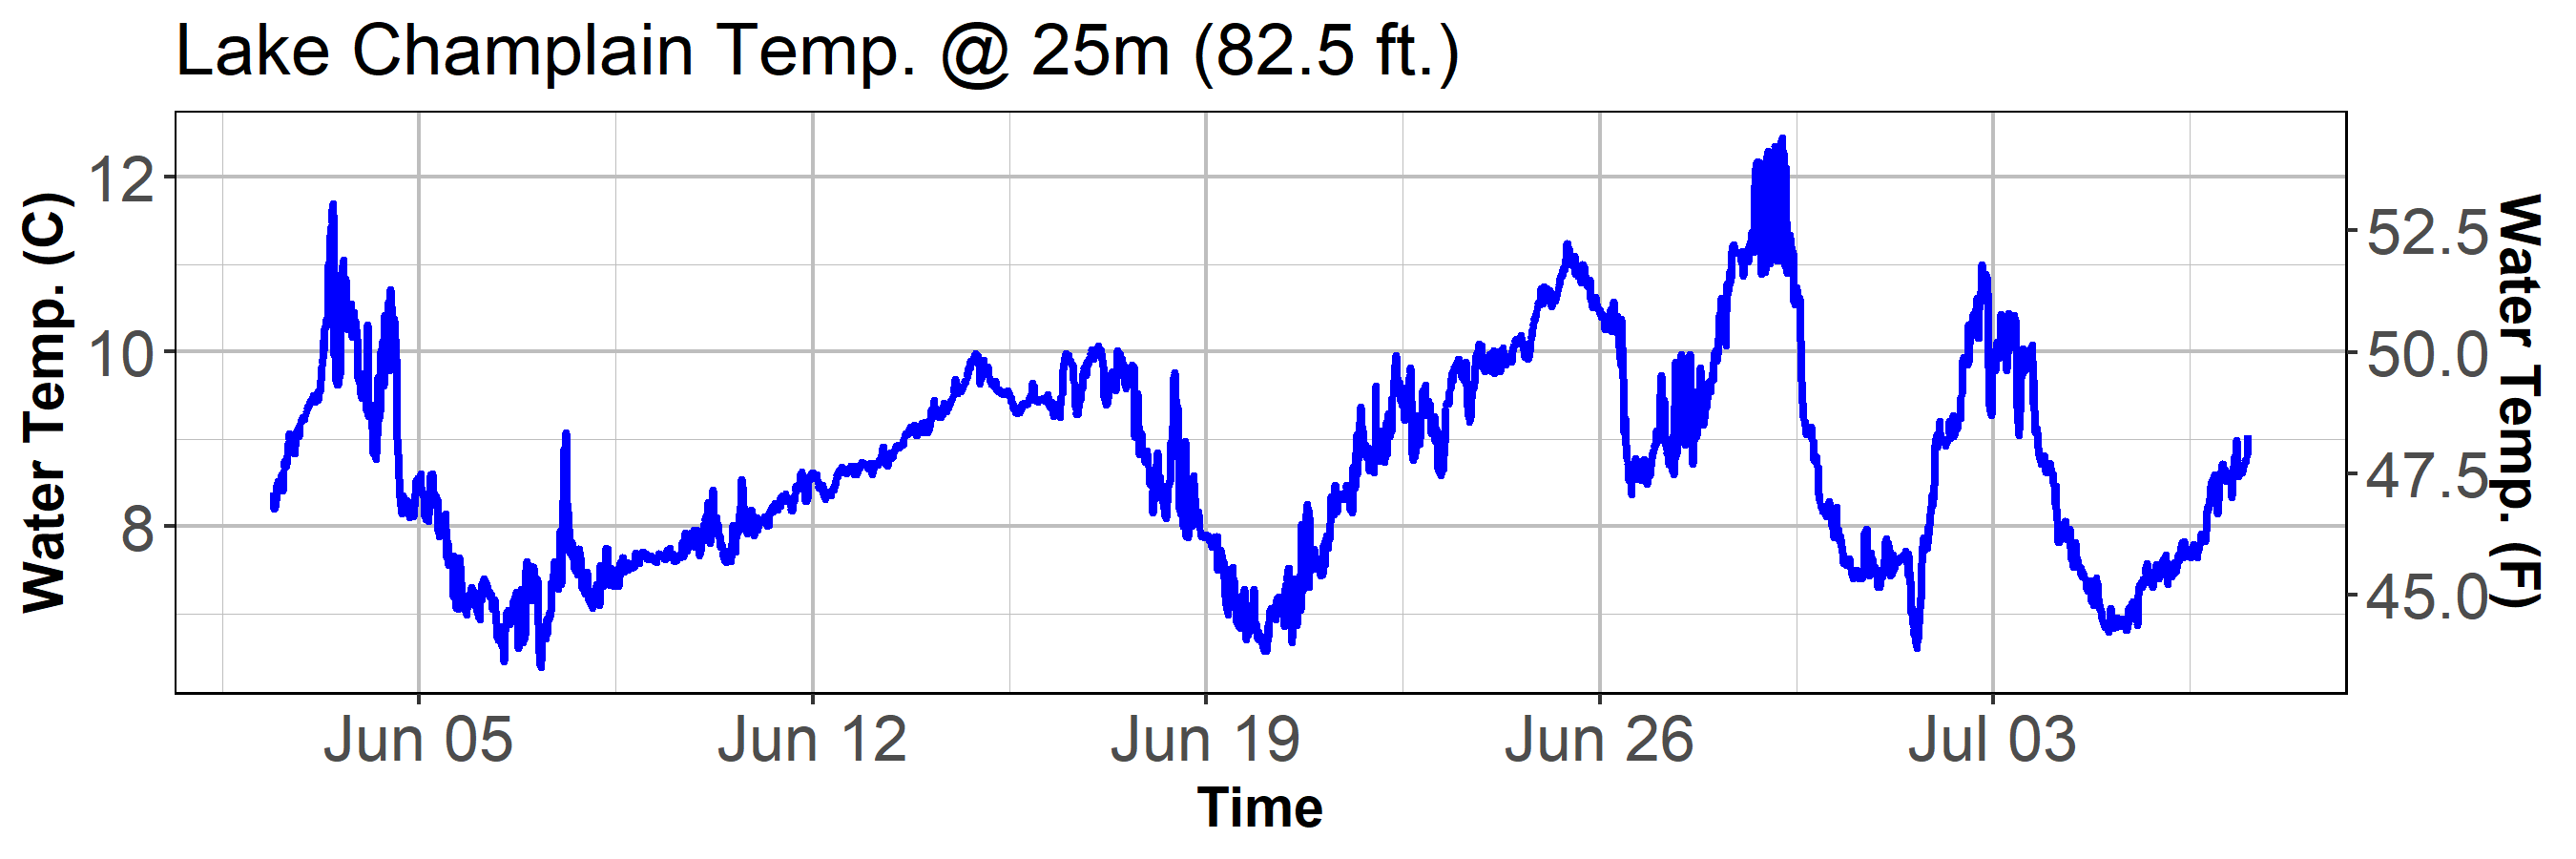 Lake Champlain Temp. @ 25m (82.5 ft.)
Water Temp. (C)
12
10
8
52.5
50.0
47.5
45.0
Water Temp. (F)
Jun 05 Jun 12 Jun 19 Jun 26 Jul 03
Time